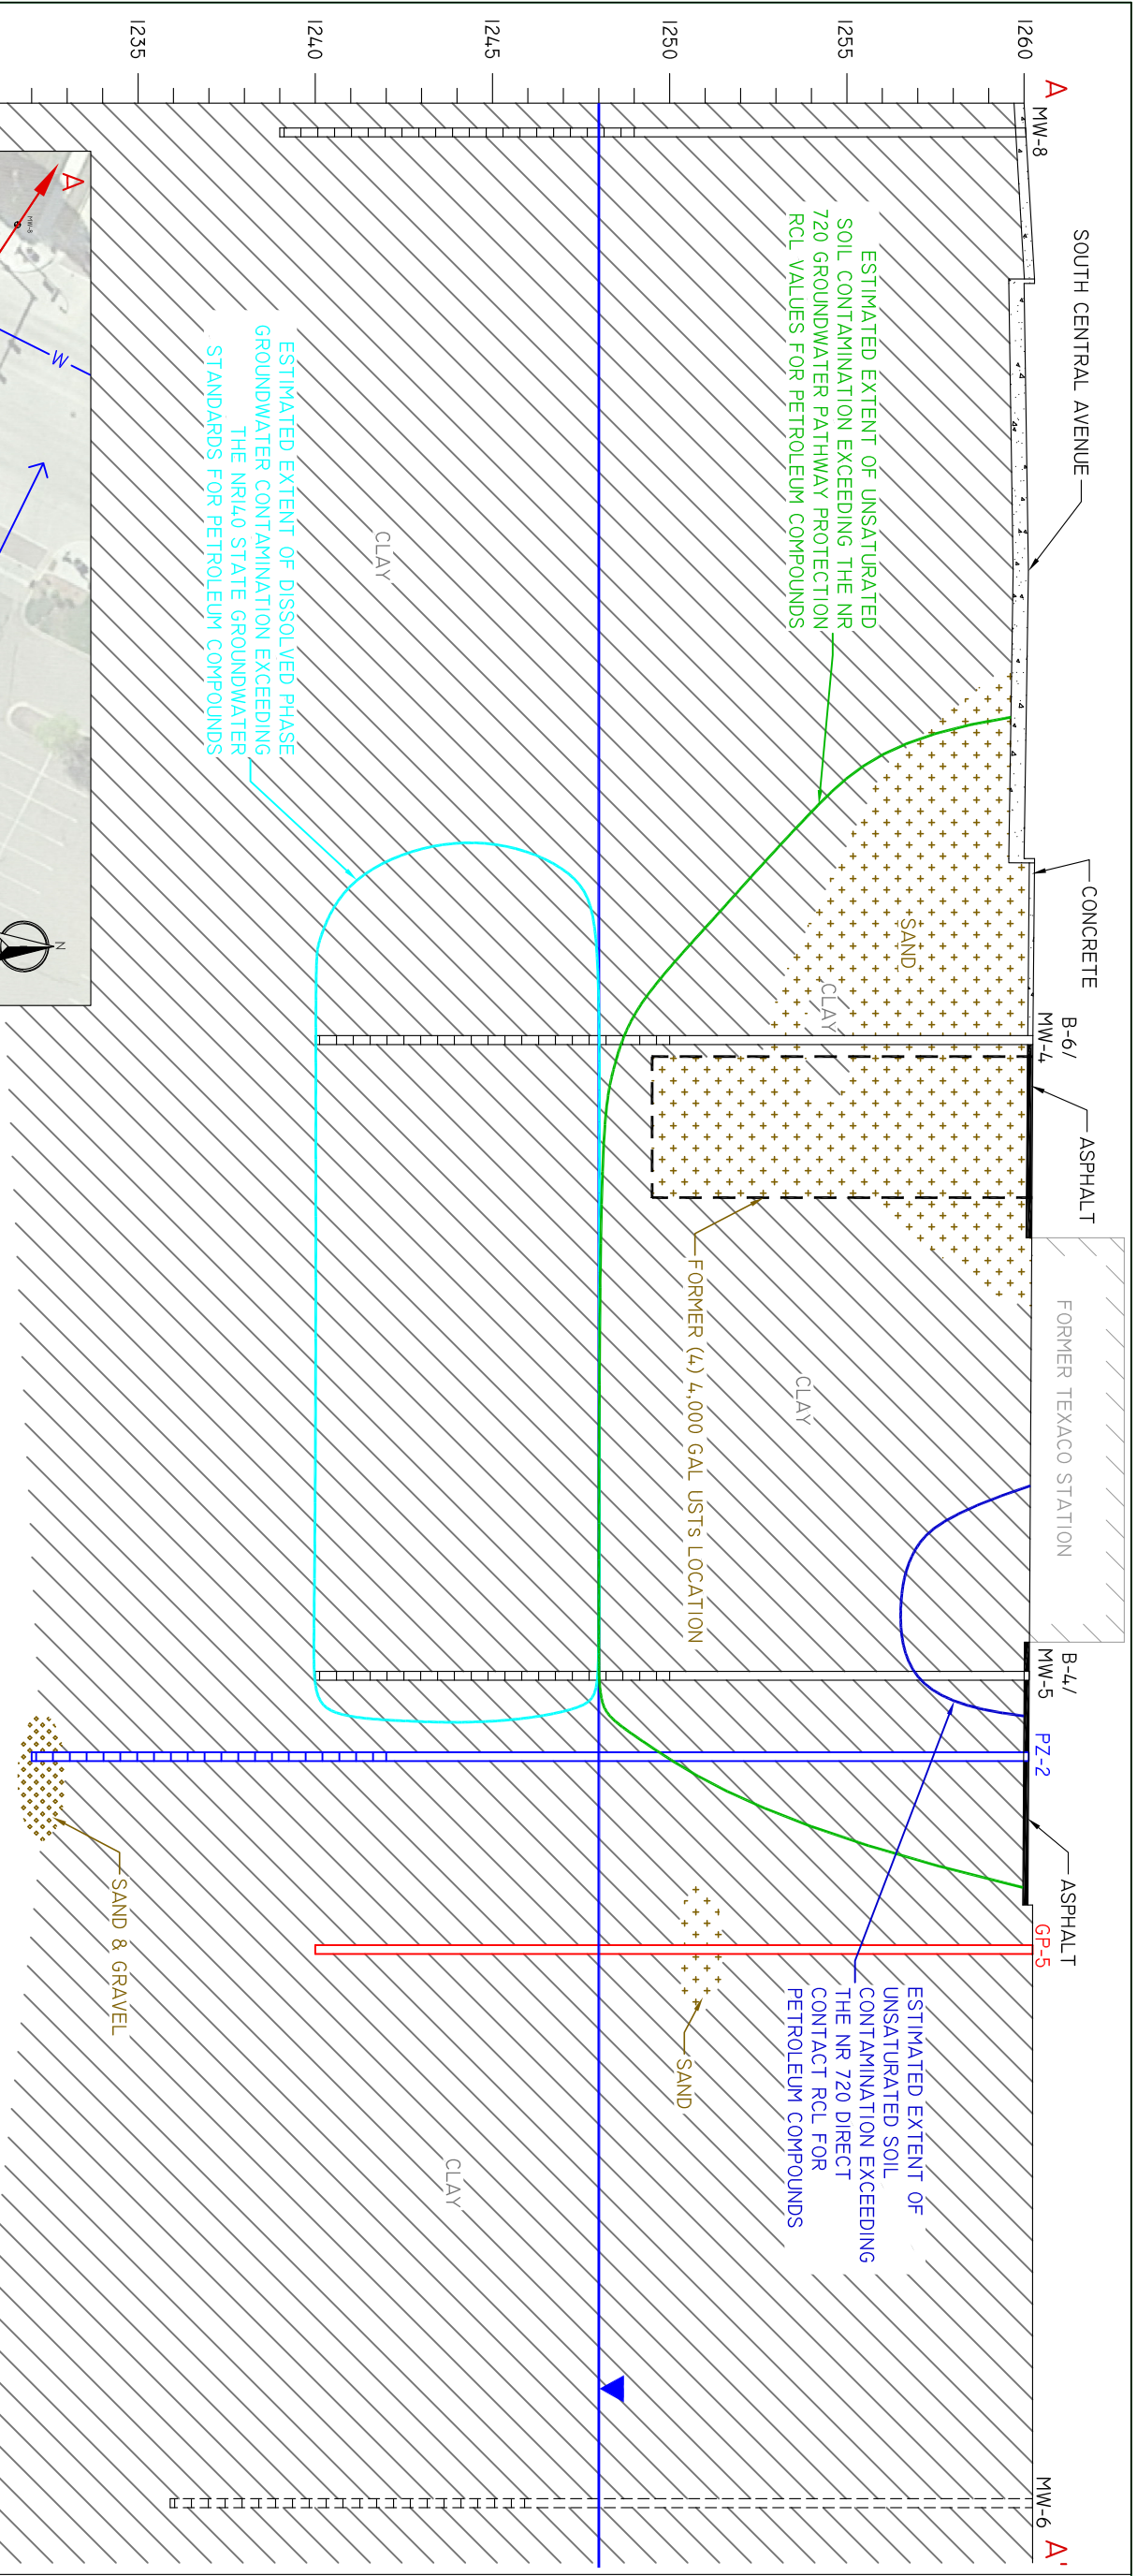 A
A'
MW-8
SOUTH CENTRAL AVENUE
CONCRETE
B-6/
MW-4
ASPHALT
FORMER TEXACO STATION
B-4/
MW-5
PZ-2
ASPHALT
GP-5
MW-6
1260
1255
1250
1245
1240
1235
ESTIMATED EXTENT OF UNSATURATED
SOIL CONTAMINATION EXCEEDING THE NR
720 GROUNDWATER PATHWAY PROTECTION
RCL VALUES FOR PETROLEUM COMPOUNDS
SAND
CLAY
CLAY
ESTIMATED EXTENT OF
UNSATURATED SOIL
CONTAMINATION EXCEEDING
THE NR 720 DIRECT
CONTACT RCL FOR
PETROLEUM COMPOUNDS
FORMER (4) 4,000 GAL USTs LOCATION
SAND
CLAY
CLAY
ESTIMATED EXTENT OF DISSOLVED PHASE
GROUNDWATER CONTAMINATION EXCEEDING
THE NR140 STATE GROUNDWATER
STANDARDS FOR PETROLEUM COMPOUNDS
SAND & GRAVEL
A
MW-8
W
N